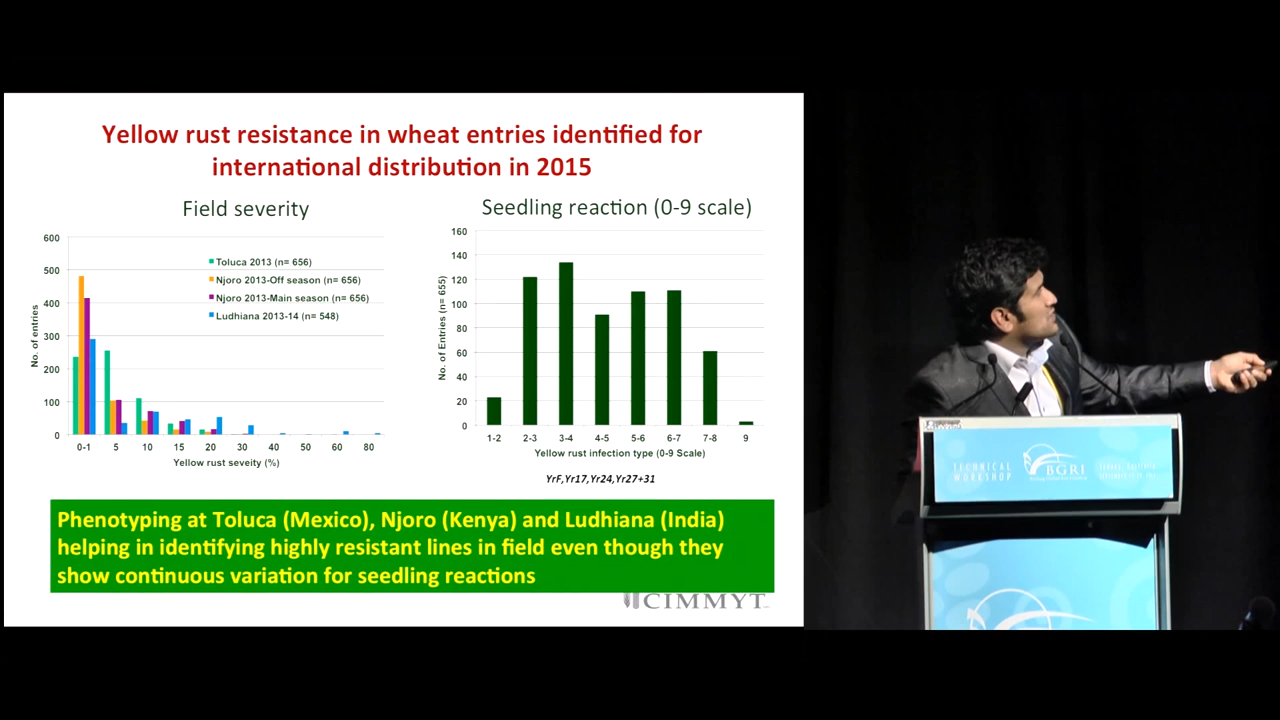 Yellow rust resistance in wheat entries identified for
international distribution in 2015
Field severity
600
500
400
300
200
100
0
No. of entries
Toluca 2013 (n= 656)
Njoro 2013-Off season (n= 656)
Njoro 2013-Main season (n= 656)
Ludhiana 2013-14 (n= 548)
0-1 5 10 15 20 30 40 50 60 80
Yellow rust seveity (%)
Seedling reaction (0-9 scale)
160
140
120
100
80
60
40
20
0
No. of Entries (n= 655)
1-2 2-3 3-4 4-5 5-6 6-7 7-8 9
Yellow rust infection type (0-9 Scale)
YrF,Yr17,Yr24,Yr27+31
Phenotyping at Toluca (Mexico), Njoro (Kenya) and Ludhiana (India)
helping in identifying highly resistant lines in field even though they
show continuous variation for seedling reactions
CIMMYT
TECHNICAL
WORKSHOP
BGRI